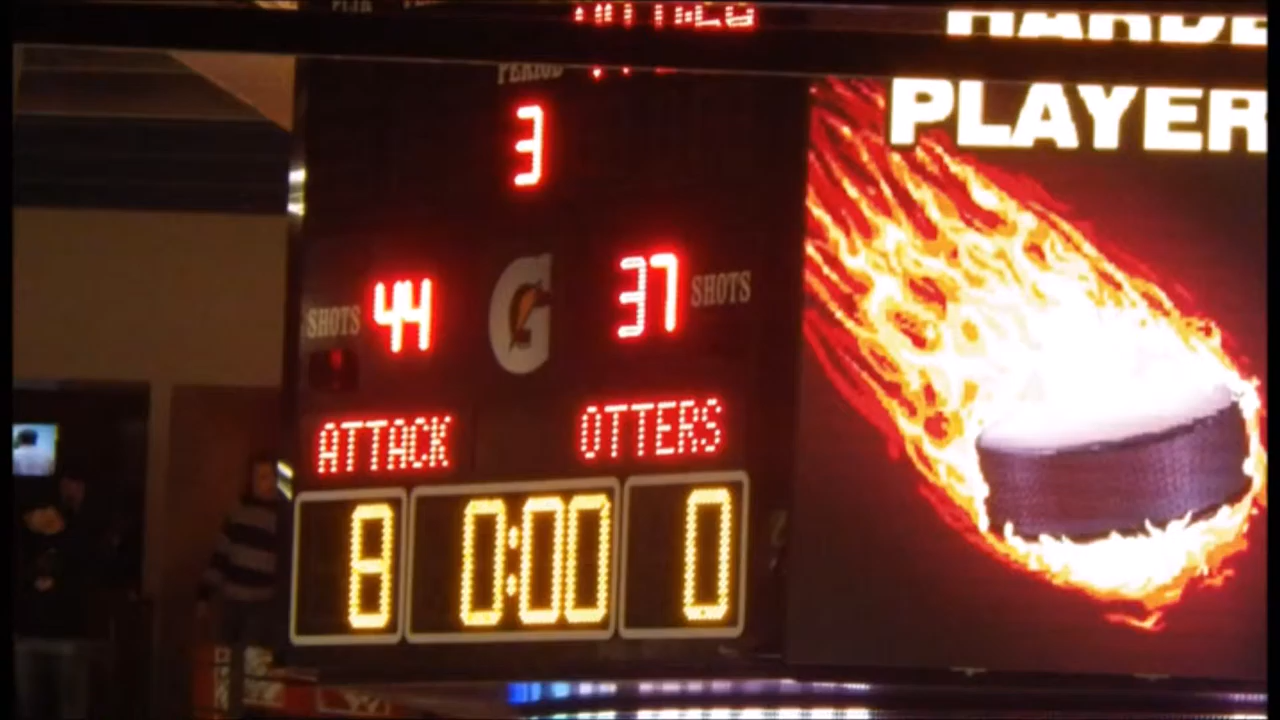 PLAYER
PERIOD
3
SHOTS 44 G 37 SHOTS
ATTACK OTTERS
8 0:00 0